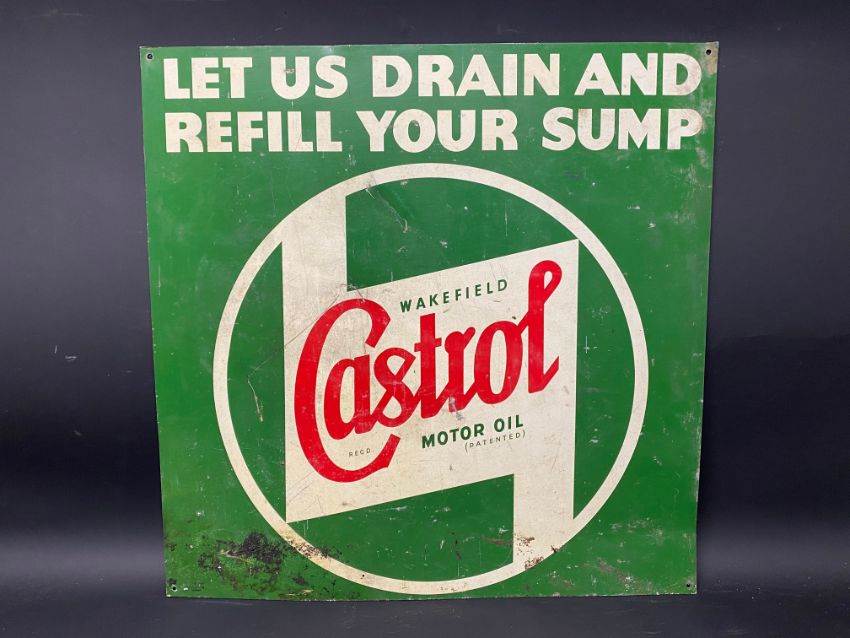 LET US DRAIN AND
REFILL YOUR SUMP
WAKEFIELD
Castrol
REGD
MOTOR OIL
(PATENTED)